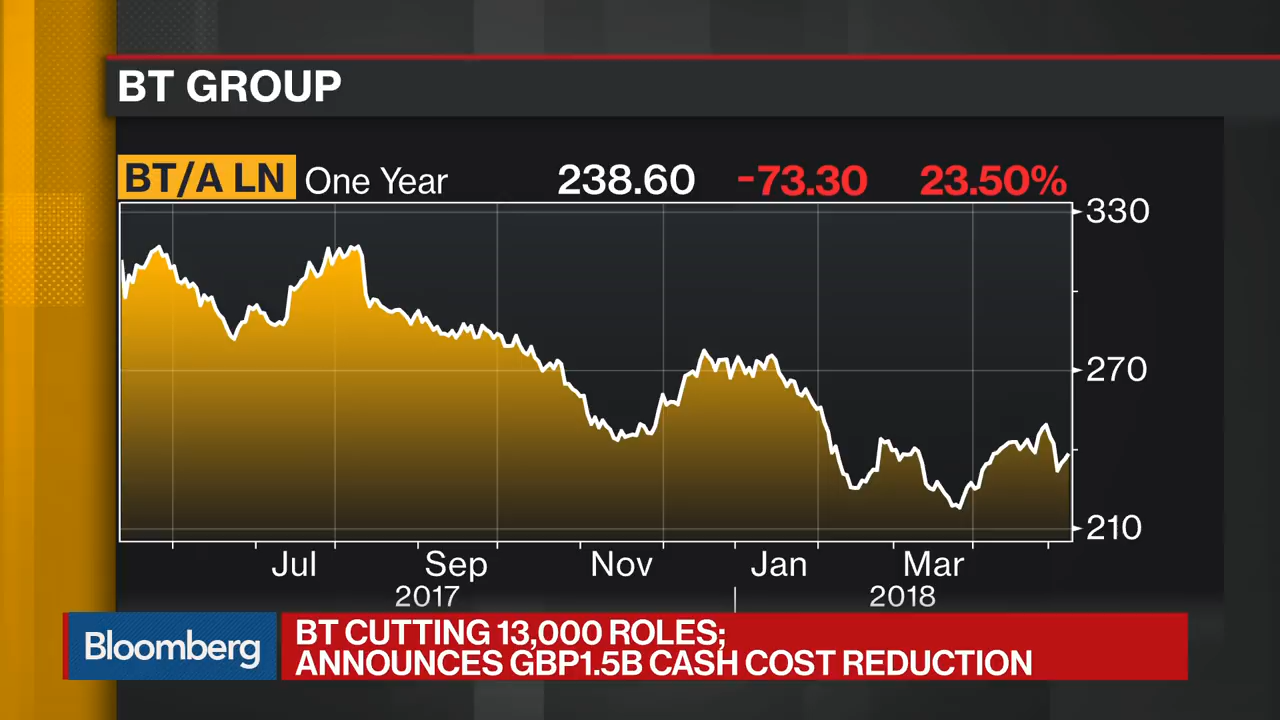 BT GROUP
BT/A LN One Year 238.60 -73.30 23.50%
330
270
210
Jul Sep Nov Jan Mar
2017 2018
Bloomberg
BT CUTTING 13,000 ROLES;
ANNOUNCES GBP1.5B CASH COST REDUCTION